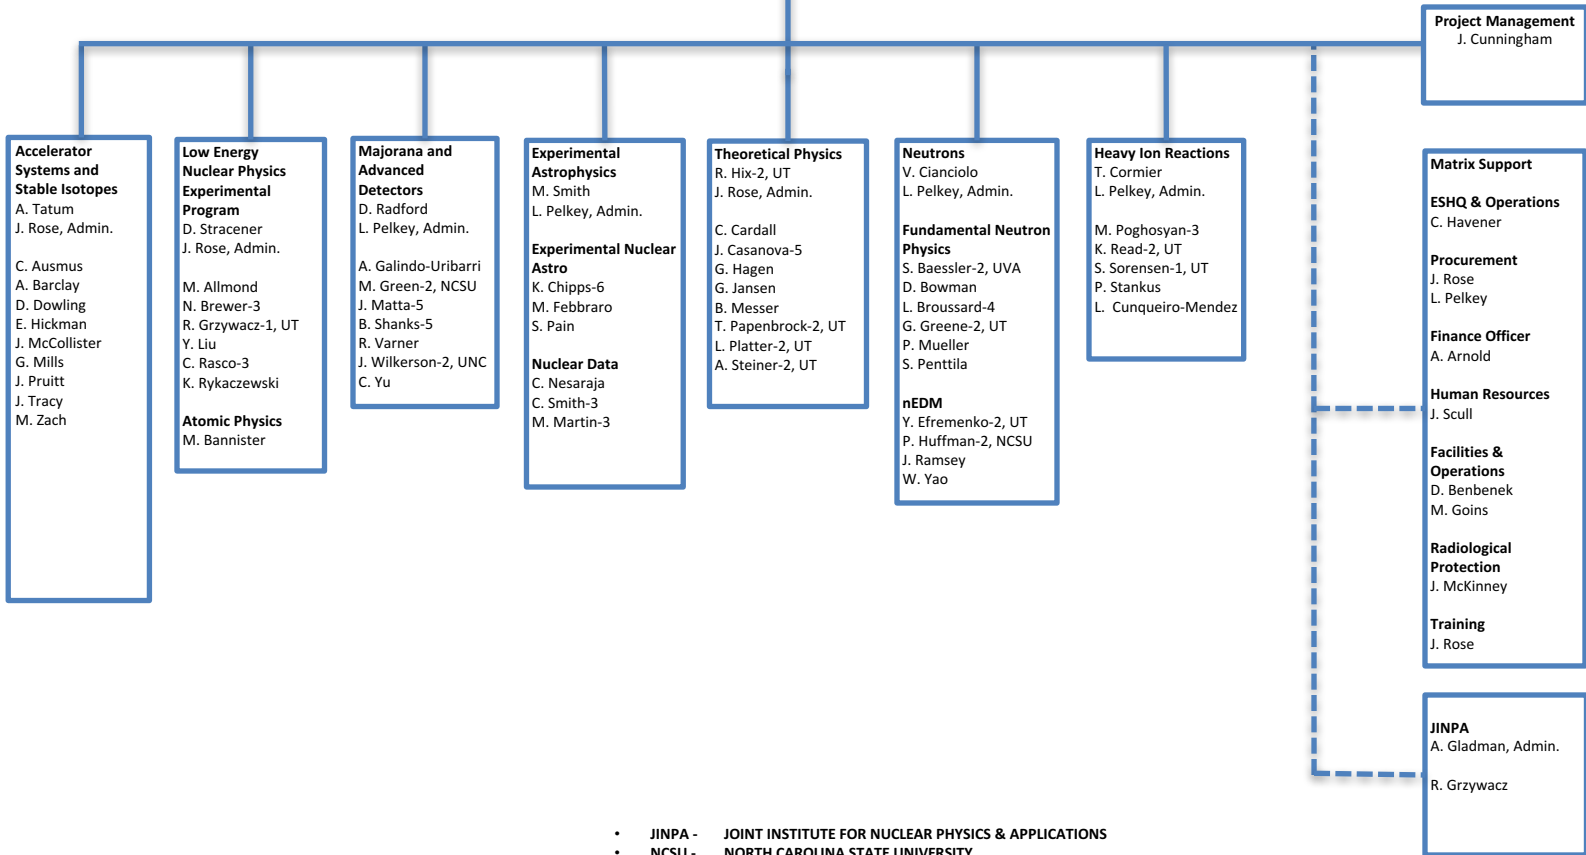 Project Management
J. Cunningham
Accelerator
Systems and
Stable Isotopes
A. Tatum
J. Rose, Admin.
C. Ausmus
A. Barclay
D. Dowling
E. Hickman
J. McCollister
G. Mills
J. Pruitt
J. Tracy
M. Zach
Low Energy
Nuclear Physics
Experimental
Program
D. Stracener
J. Rose, Admin.
M. Allmond
N. Brewer-3
R. Grzywacz-1, UT
Y. Liu
C. Rasco-3
K. Rykaczewski
Atomic Physics
M. Bannister
Majorana and
Advanced
Detectors
D. Radford
L. Pelkey, Admin.
A. Galindo-Uribarri
M. Green-2, NCSU
J. Matta-5
B. Shanks-5
R. Varner
J. Wilkerson-2, UNC
C. Yu
Experimental
Astrophysics
M. Smith
L. Pelkey, Admin.
Experimental Nuclear
Astro
K. Chipps-6
M. Febbraro
S. Pain
Nuclear Data
C. Nesaraja
C. Smith-3
M. Martin-3
Theoretical Physics
R. Hix-2, UT
J. Rose, Admin.
C. Cardall
J. Casanova-5
G. Hagen
G. Jansen
B. Messer
T. Papenbrock-2, UT
L. Platter-2, UT
A. Steiner-2, UT
Neutrons
V. Cianciolo
L. Pelkey, Admin.
Fundamental Neutron
Physics
S. Baessler-2, UVA
D. Bowman
L. Broussard-4
G. Greene-2, UT
P. Mueller
S. Penttila
nEDM
Y. Efremenko-2, UT
P. Huffman-2, NCSU
J. Ramsey
W. Yao
Heavy Ion Reactions
T. Cormier
L. Pelkey, Admin.
M. Poghosyan-3
K. Read-2, UT
S. Sorensen-1, UT
P. Stankus
L. Cunqueiro-Mendez
Matrix Support
ESHQ & Operations
C. Havener
Procurement
J. Rose
L. Pelkey
Finance Officer
A. Arnold
Human Resources
J. Scull
Facilities &
Operations
D. Benbenek
M. Goins
Radiological
Protection
J. McKinney
Training
J. Rose
JINPA
A. Gladman, Admin.
R. Grzywacz
• JINPA - JOINT INSTITUTE FOR NUCLEAR PHYSICS & APPLICATIONS
• NCSU - NORTH CAROLINA STATE UNIVERSITY